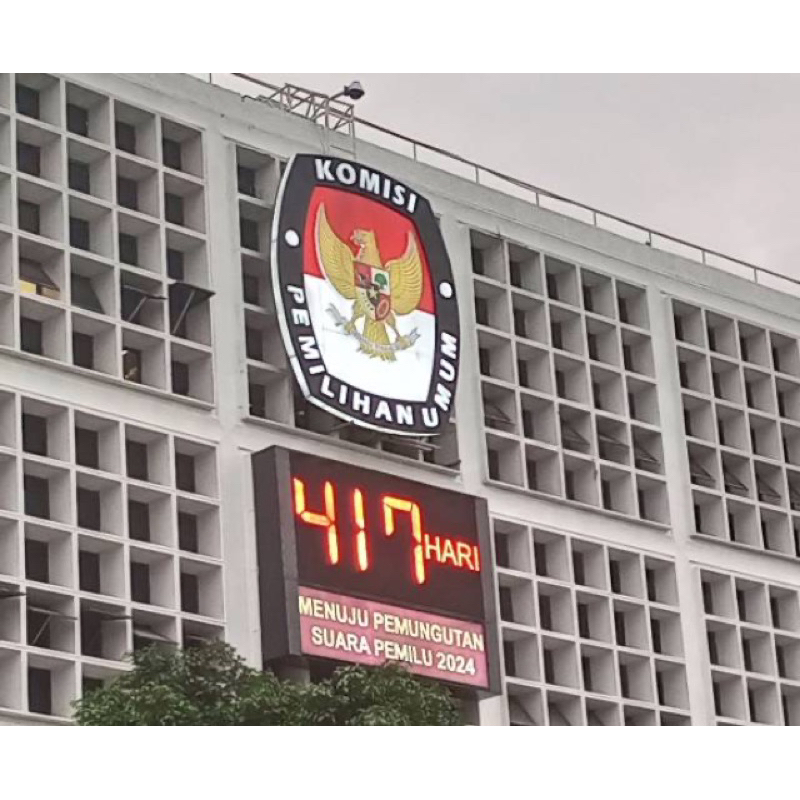 KOMISI
PEMILIHAN UMUM
417 HARI
MENUJU PEMUNGUTAN
SUARA PEMILU 2024